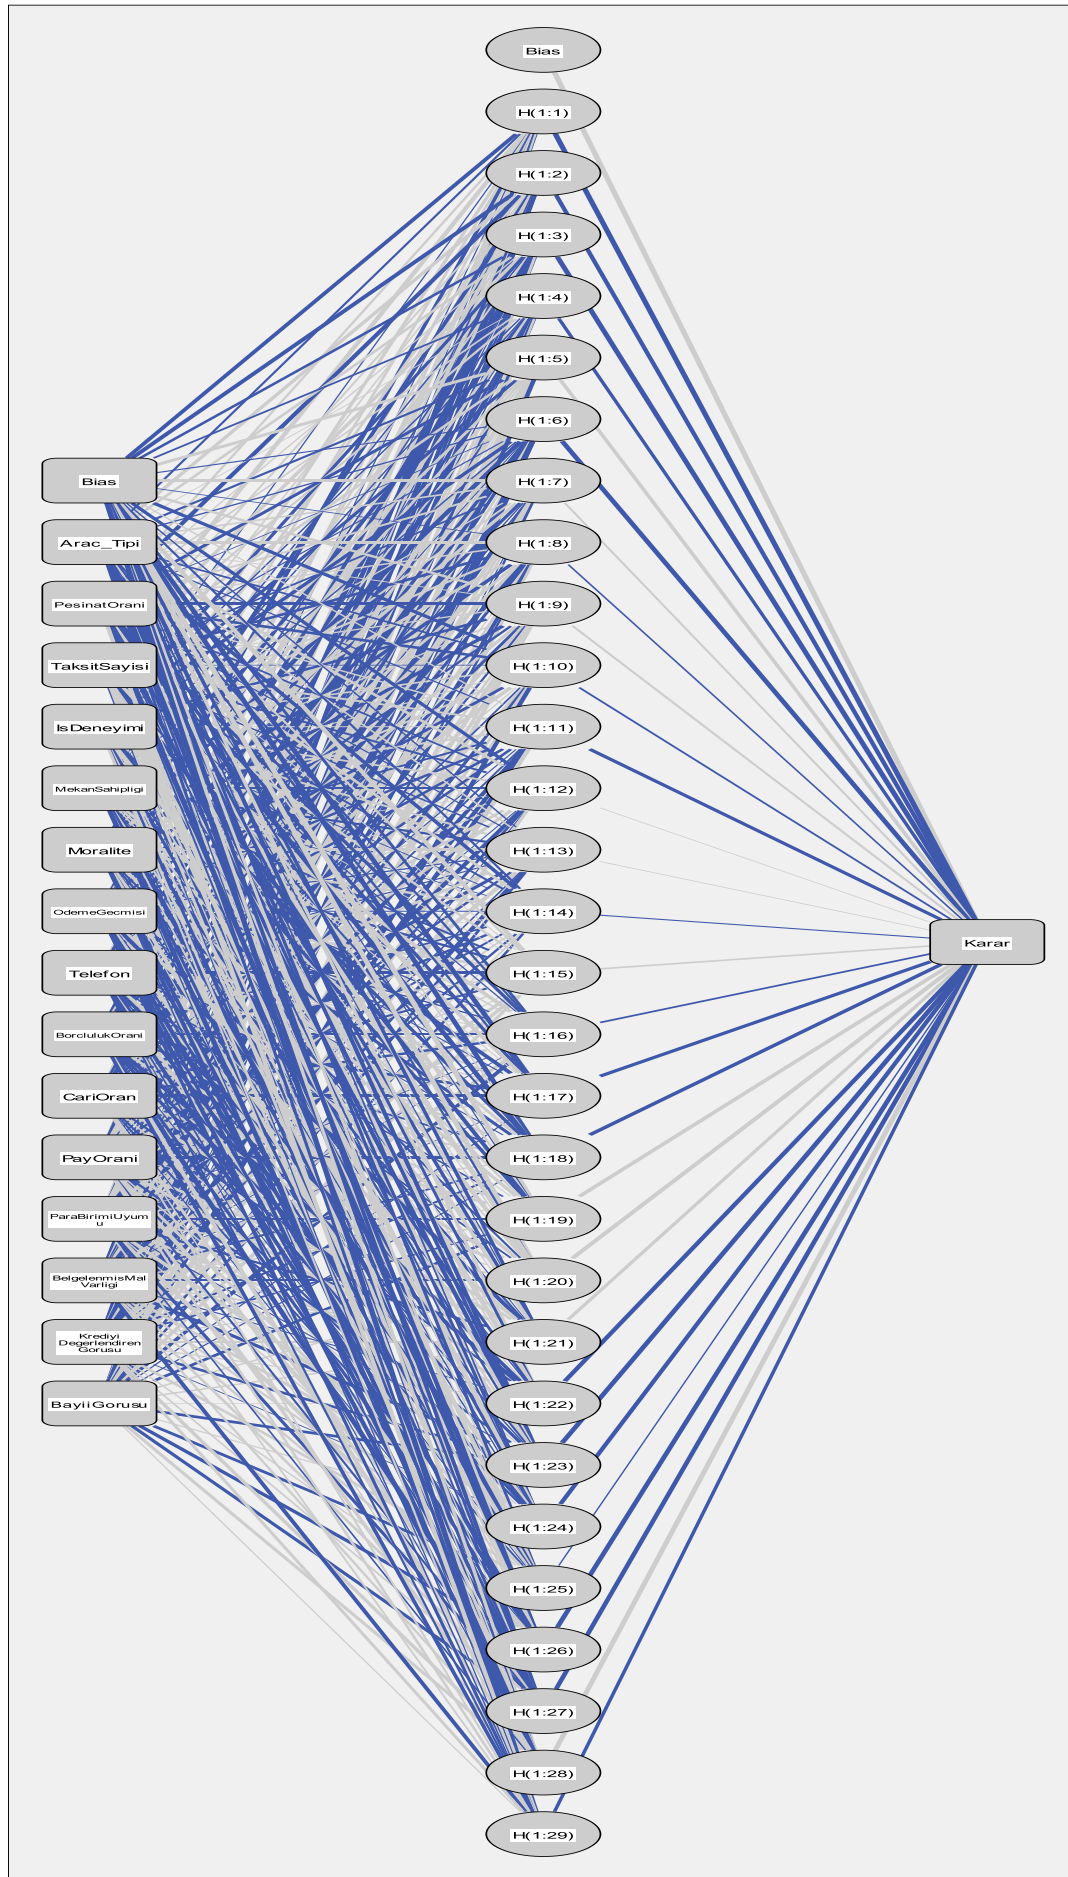 Bias
Arac_Tipi
PesinatOrani
TaksitSayisi
IsDeneyimi
MekanSahipligi
Moralite
OdemeGecmisi
Telefon
BorclulukOrani
CariOran
PayOrani
ParaBirimiUyum
u
BelgelenmisMal
Varligi
Krediyi
Degerlendiren
Gorusu
BayiiGorusu
Bias
H(1:1)
H(1:2)
H(1:3)
H(1:4)
H(1:5)
H(1:6)
H(1:7)
H(1:8)
H(1:9)
H(1:10)
H(1:11)
H(1:12)
H(1:13)
H(1:14)
H(1:15)
H(1:16)
H(1:17)
H(1:18)
H(1:19)
H(1:20)
H(1:21)
H(1:22)
H(1:23)
H(1:24)
H(1:25)
H(1:26)
H(1:27)
H(1:28)
H(1:29)
Karar